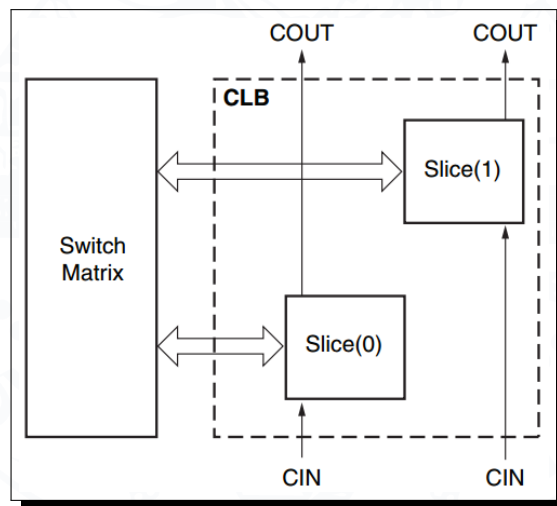 COUT COUT
CLB
Slice(1)
Switch
Matrix
Slice(0)
CIN CIN